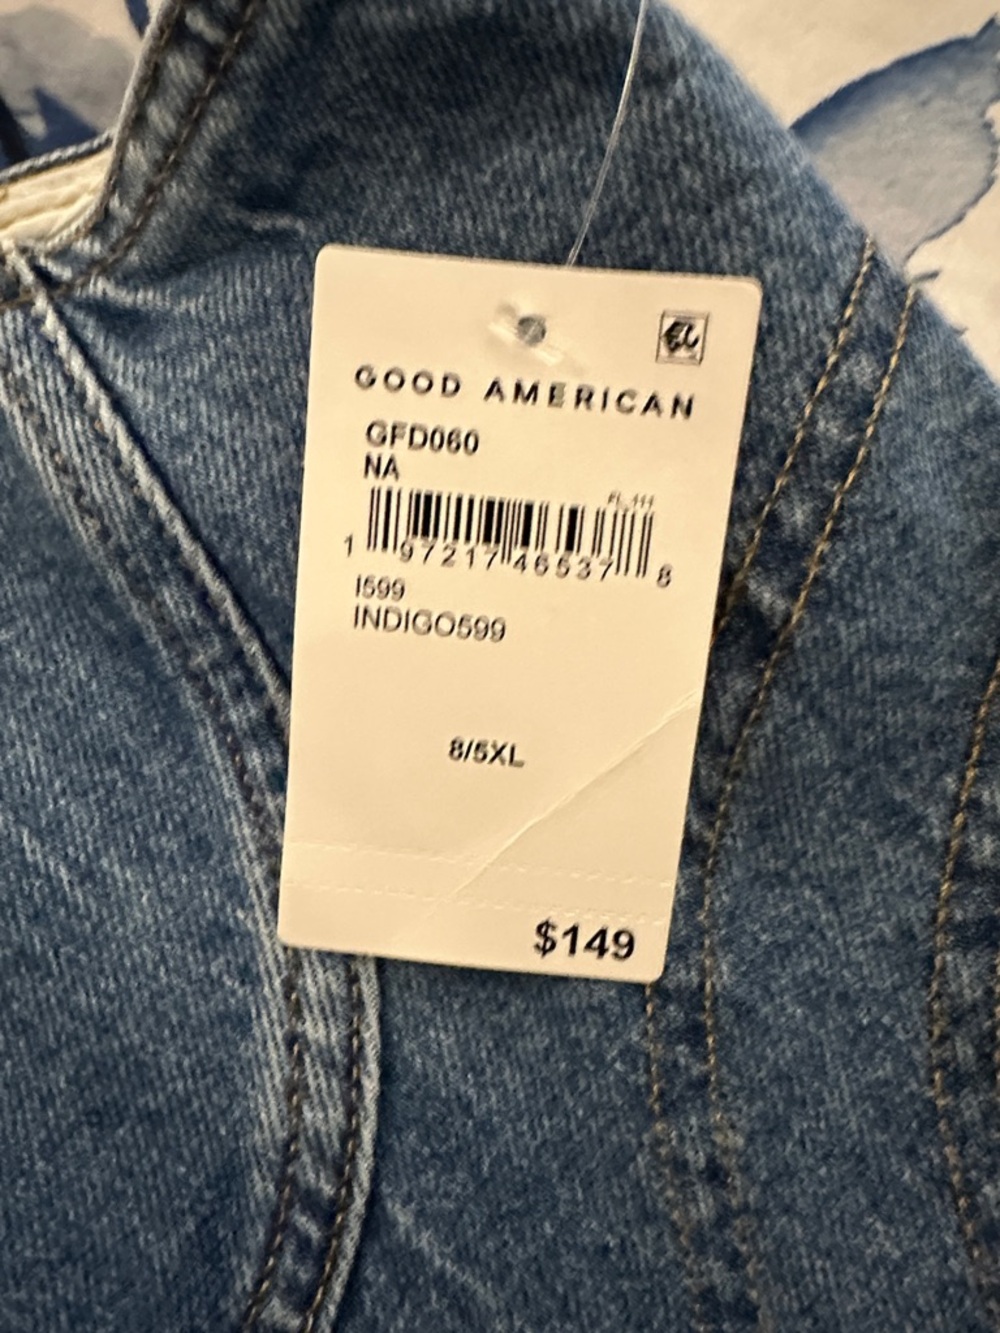 GOOD AMERICAN
GFD060
NA
1 97217 46537 8
I599
INDIGO599
8/5XL
$149